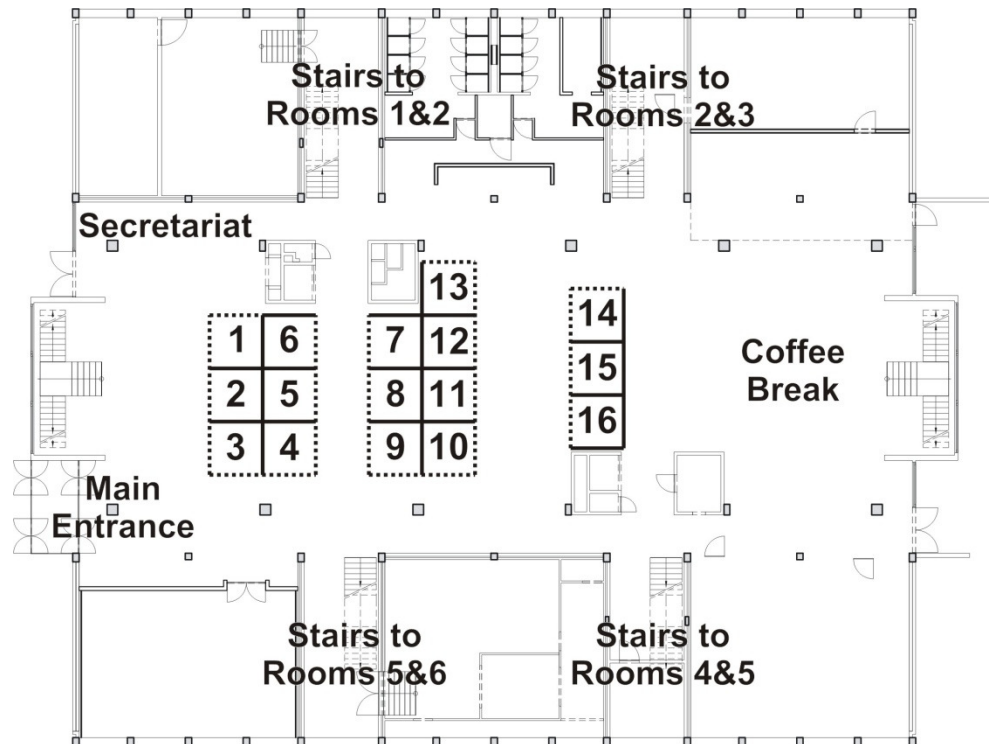 Stairs to
Rooms 1&2
Stairs to
Rooms 2&3
Secretariat
13
14
1 6
7 12
15
Coffee
Break
2 5
8 11
16
3 4
9 10
Main
Entrance
Stairs to
Rooms 5&6
Stairs to
Rooms 4&5